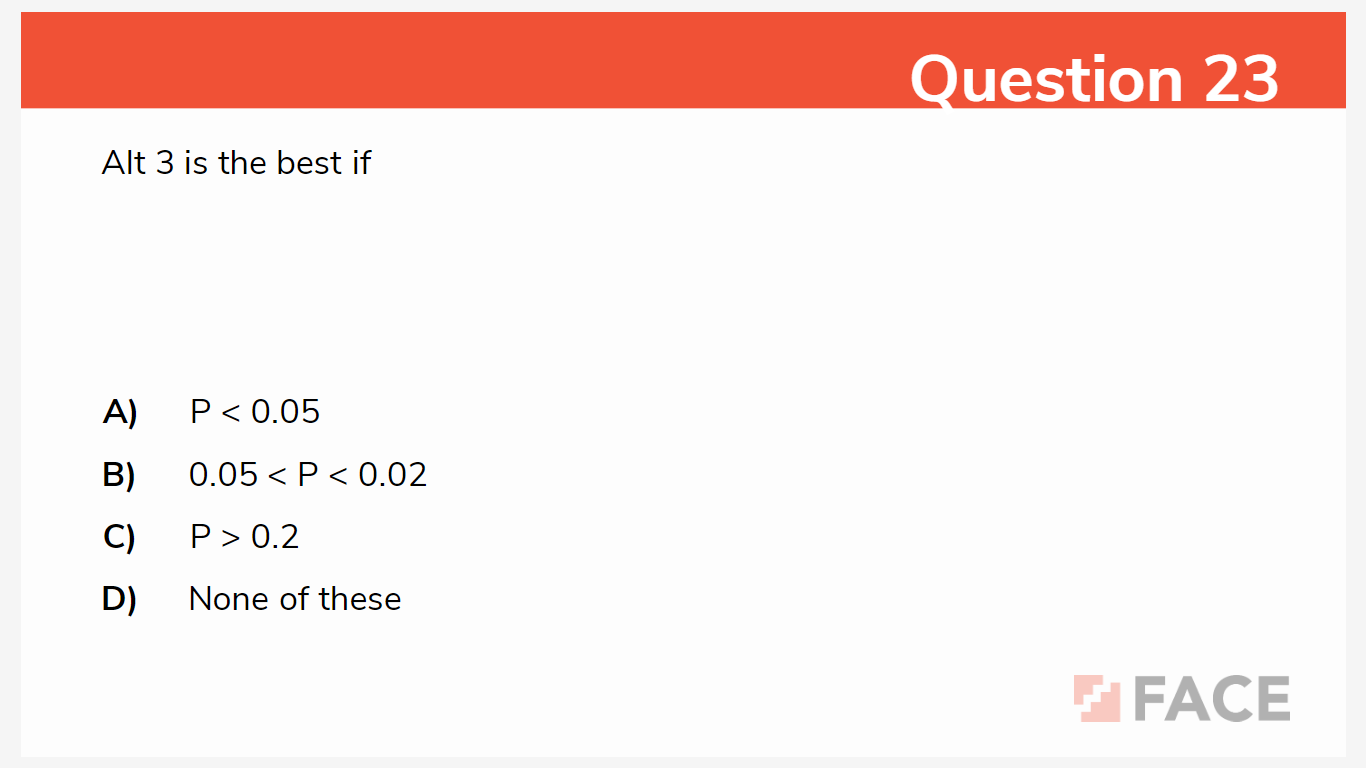 Question 23
Alt 3 is the best if
A) P < 0.05
B) 0.05 < P < 0.02
C) P > 0.2
D) None of these
FACE